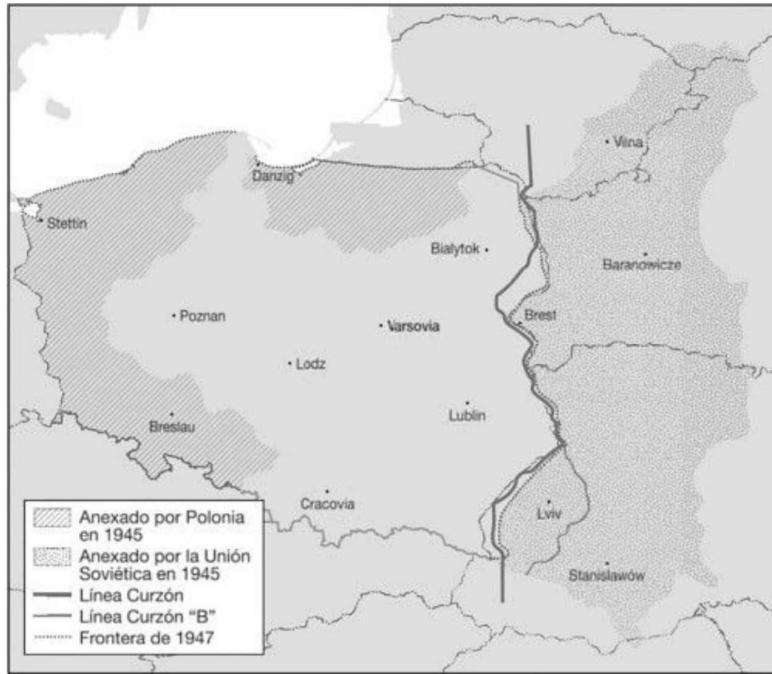 Vilna
Danzig
Stettin
Bialytok
Baranowicze
Poznan
Varsovia
Brest
Lodz
Lublin
Breslau
Cracovia
Lviv
Stanislawów
Anexado por Polonia
en 1945
Anexado por la Unión
Soviética en 1945
Línea Curzón
Línea Curzón "B"
Frontera de 1947